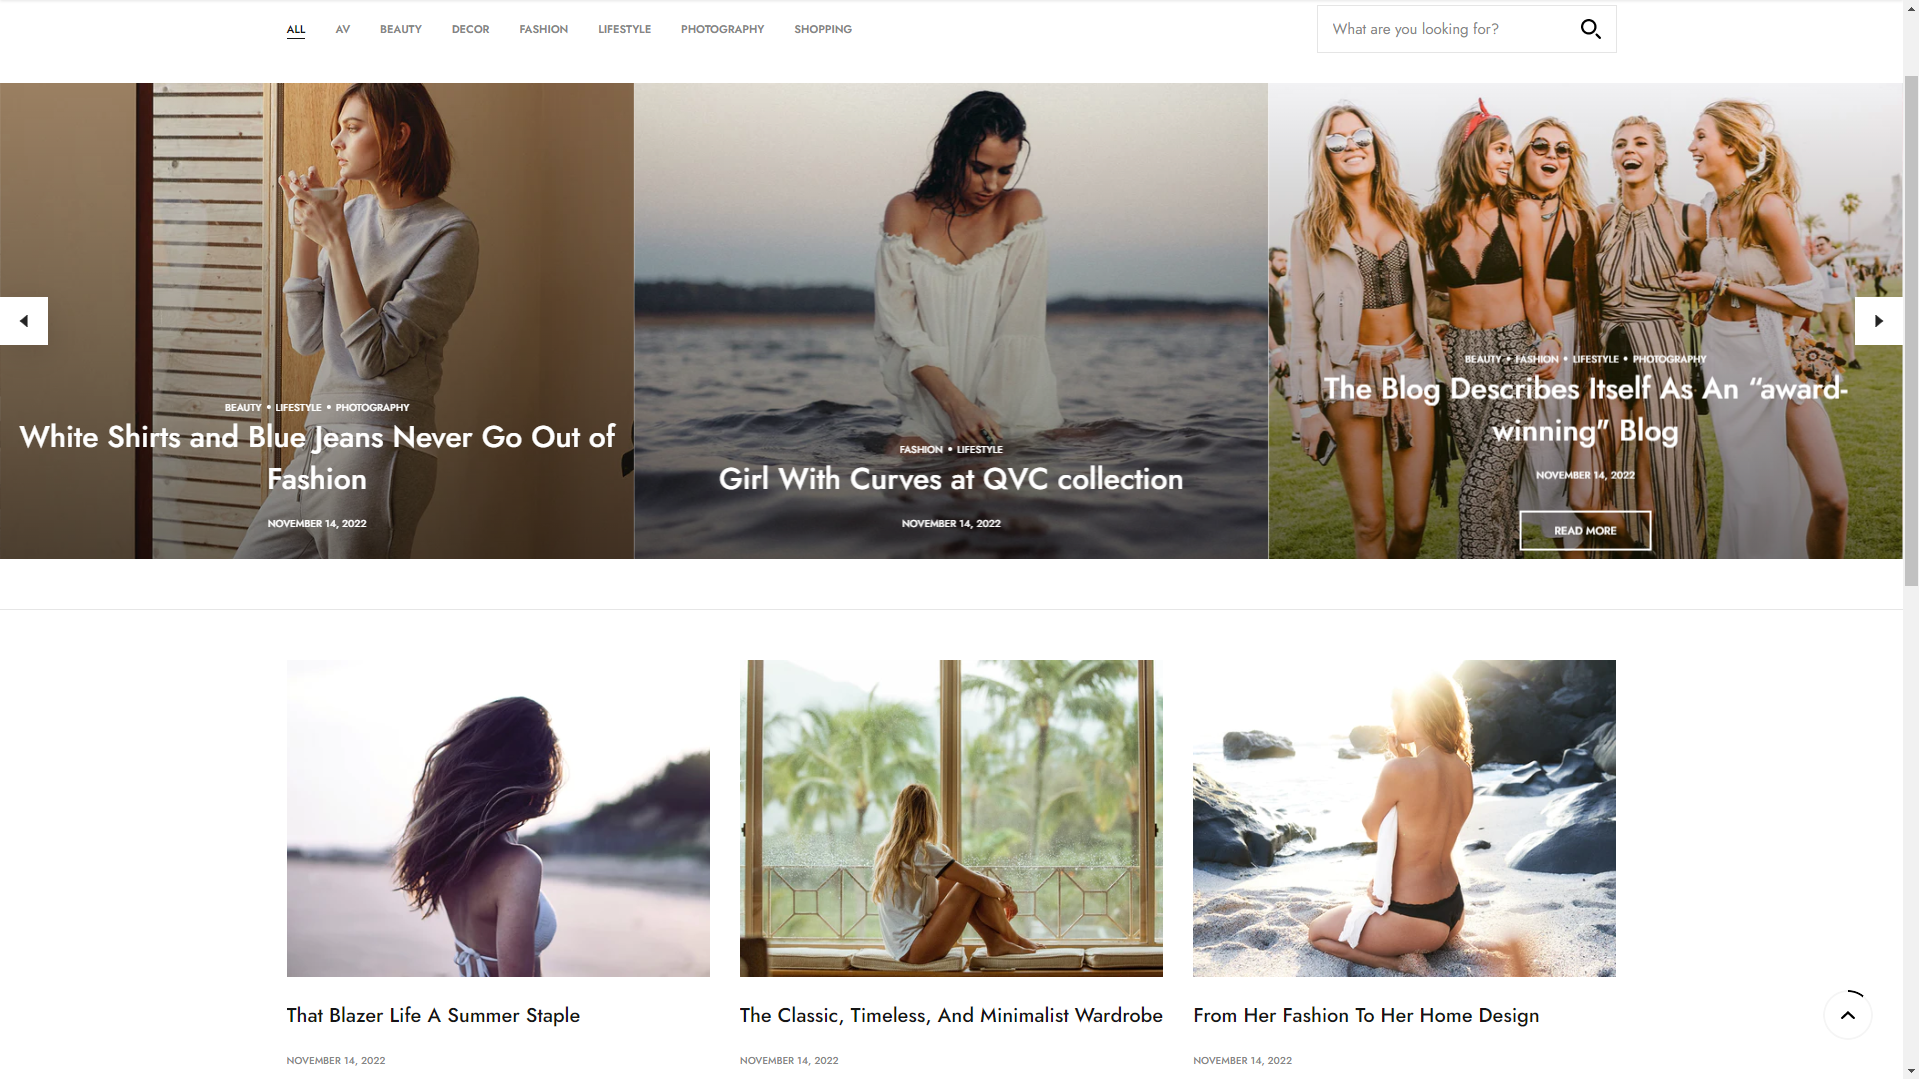 ALL AV BEAUTY DECOR FASHION LIFESTYLE PHOTOGRAPHY SHOPPING
What are you looking for?
BEAUTY • LIFESTYLE • PHOTOGRAPHY
White Shirts and Blue Jeans Never Go Out of
Fashion
NOVEMBER 14, 2022
FASHION • LIFESTYLE
Girl With Curves at QVC collection
NOVEMBER 14, 2022
BEAUTY • FASHION • LIFESTYLE • PHOTOGRAPHY
The Blog Describes Itself As An “award-
winning” Blog
NOVEMBER 14, 2022
READ MORE
That Blazer Life A Summer Staple
NOVEMBER 14, 2022
The Classic, Timeless, And Minimalist Wardrobe
NOVEMBER 14, 2022
From Her Fashion To Her Home Design
NOVEMBER 14, 2022